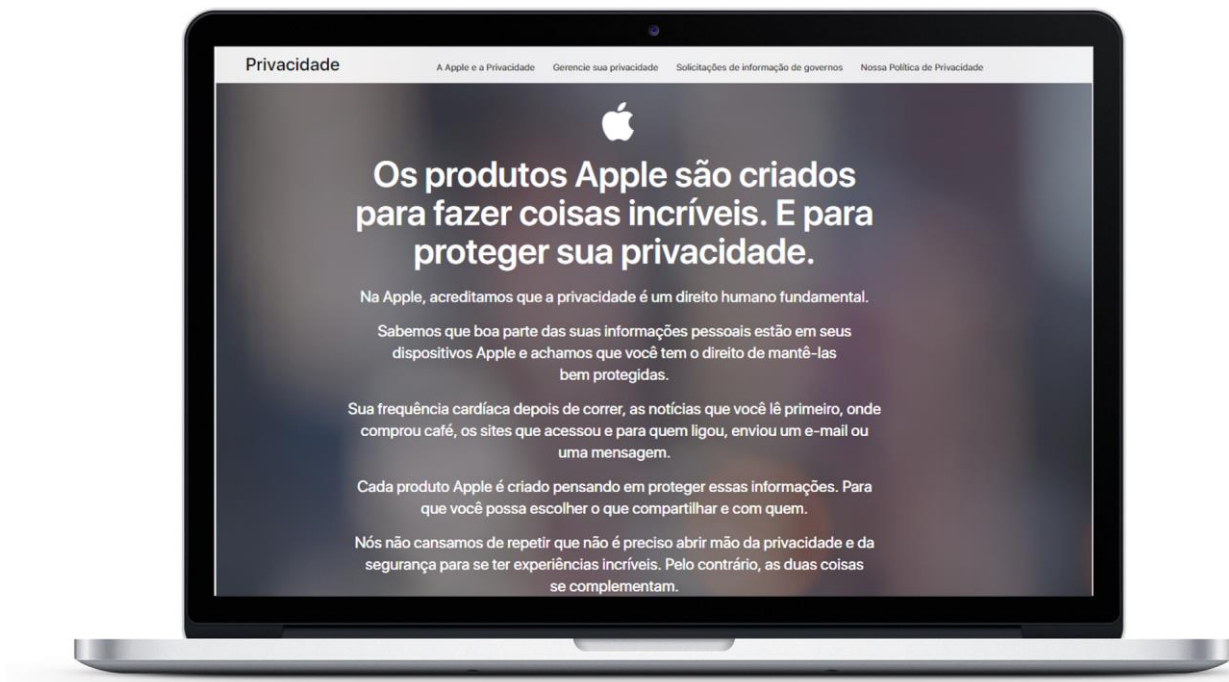 Privacidade
A Apple e a Privacidade Gerencie sua privacidade Solicitações de informação de governos Nossa Política de Privacidade
Os produtos Apple são criados
para fazer coisas incríveis. E para
proteger sua privacidade.
Na Apple, acreditamos que a privacidade é um direito humano fundamental.
Sabemos que boa parte das suas informações pessoais estão em seus
dispositivos Apple e achamos que você tem o direito de mantê-las
bem protegidas.
Sua frequência cardíaca depois de correr, as notícias que você lê primeiro, onde
comprou café, os sites que acessou e para quem ligou, enviou um e-mail ou
uma mensagem.
Cada produto Apple é criado pensando em proteger essas informações. Para
que você possa escolher o que compartilhar e com quem.
Nós não cansamos de repetir que não é preciso abrir mão da privacidade e da
segurança para se ter experiências incríveis. Pelo contrário, as duas coisas
se complementam.